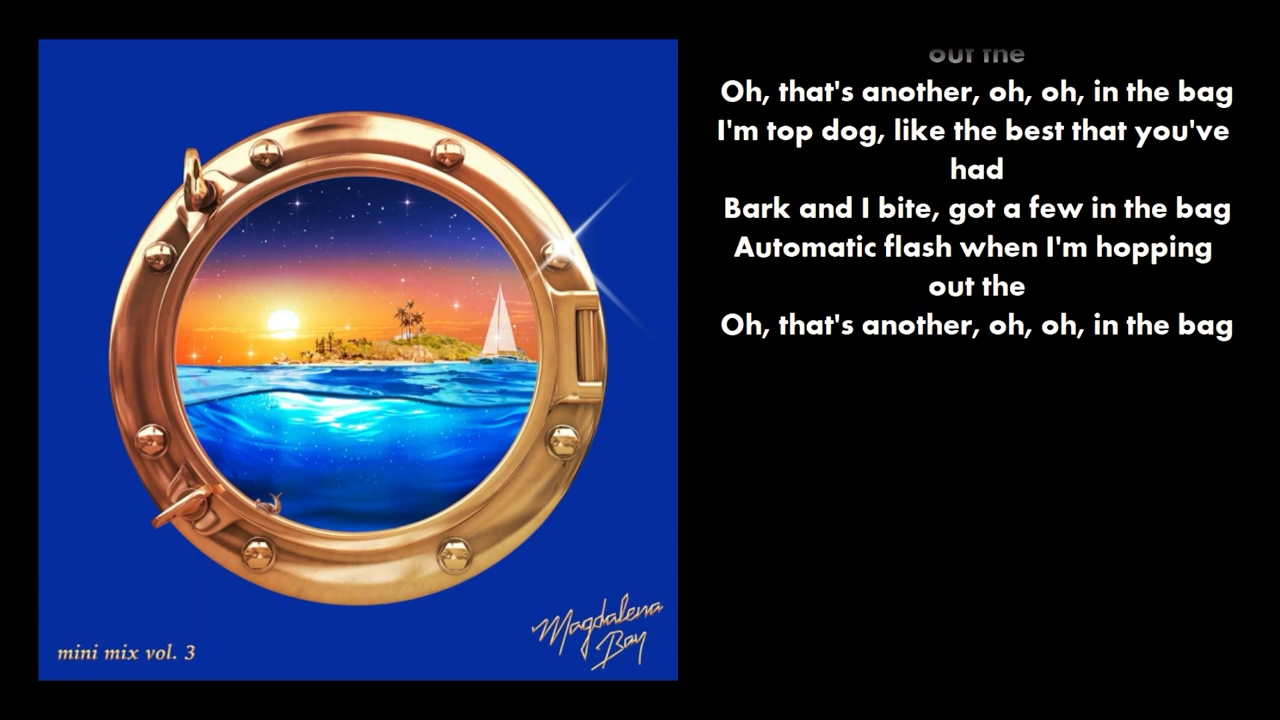 out the
Oh, that's another, oh, oh, in the bag
I'm top dog, like the best that you've
had
Bark and I bite, got a few in the bag
Automatic flash when I'm hopping
out the
Oh, that's another, oh, oh, in the bag
Magdalena
Bay
mini mix vol. 3